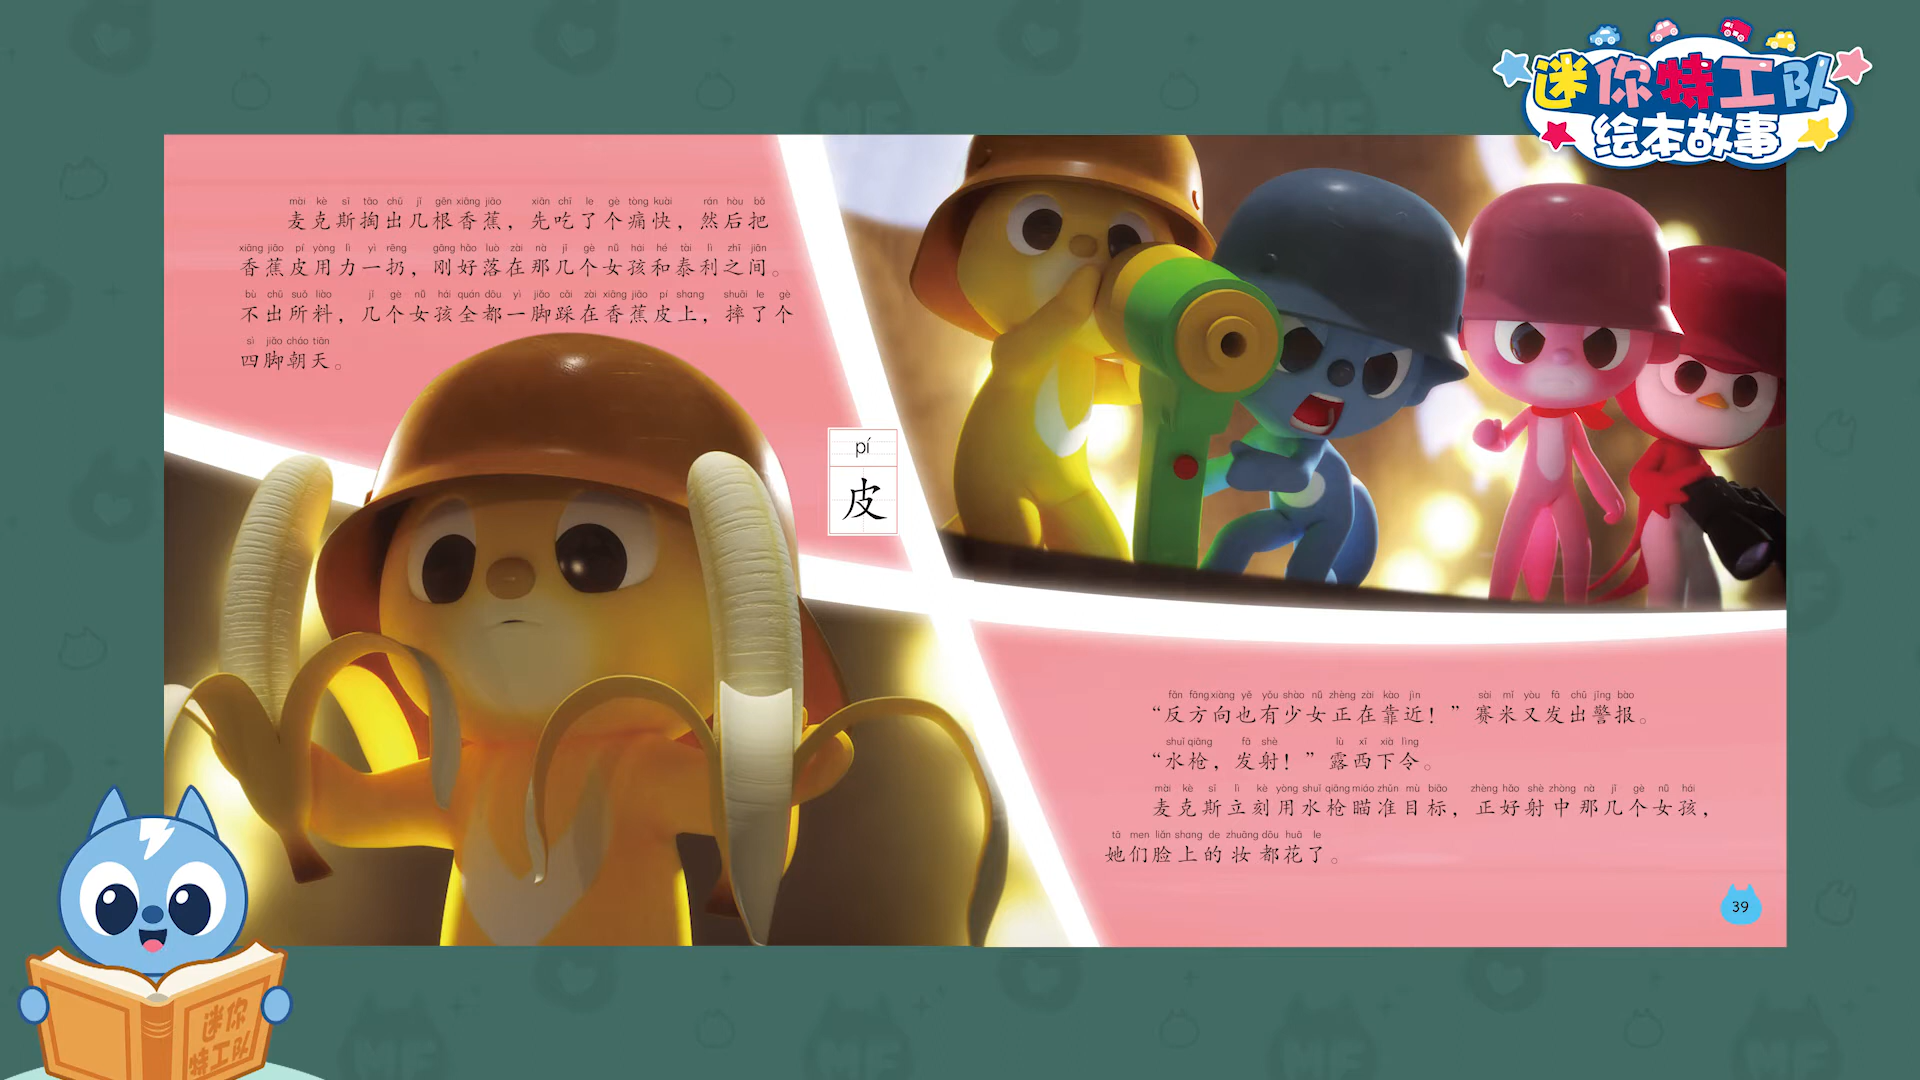 迷你特工队
绘本故事
mài kè sī tāo chū jǐ gēn xiāng jiāo xiān chī le gè tòng kuài rán hòu bǎ
麦克斯掏出几根香蕉，先吃了个痛快，然后把
xiāng jiāo pí yòng lì yì rēng gāng hǎo luò zài nà jǐ gè nǚ hái hé tài lì zhī jiān
香蕉皮用力一扔，刚好落在那几个女孩和泰利之间。
bù chū suǒ liào jǐ gè nǚ hái quán dōu yì jiǎo cǎi zài xiāng jiāo pí shang shuāi le gè
不出所料，几个女孩全都一脚踩在香蕉皮上，摔了个
sì jiǎo cháo tiān
四脚朝天。
pí
皮
fǎn fāng xiàng yě yǒu shào nǚ zhèng zài kào jìn sài mǐ yòu fā chū jǐng bào
“反方向也有少女正在靠近！”赛米又发出警报。
shuǐ qiāng fā shè lù xī xià lìng
“水枪，发射！”露西下令。
mài kè sī lì kè yòng shuǐ qiāng miáo zhǔn mù biāo zhèng hǎo shè zhòng nà jǐ gè nǚ hái
麦克斯立刻用水枪瞄准目标，正好射中那几个女孩，
tā men liǎn shang de zhuāng dōu huā le
她们脸上的妆都花了。
39
迷你
特工队